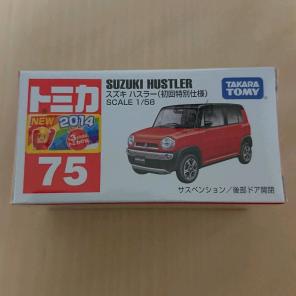 SUZUKI HUSTLER
スズキ ハスラー(初回特別仕様)
SCALE 1/58
TAKARA TOMY
トミカ
NEW
2014
75
サスペンション/後部ドア開閉